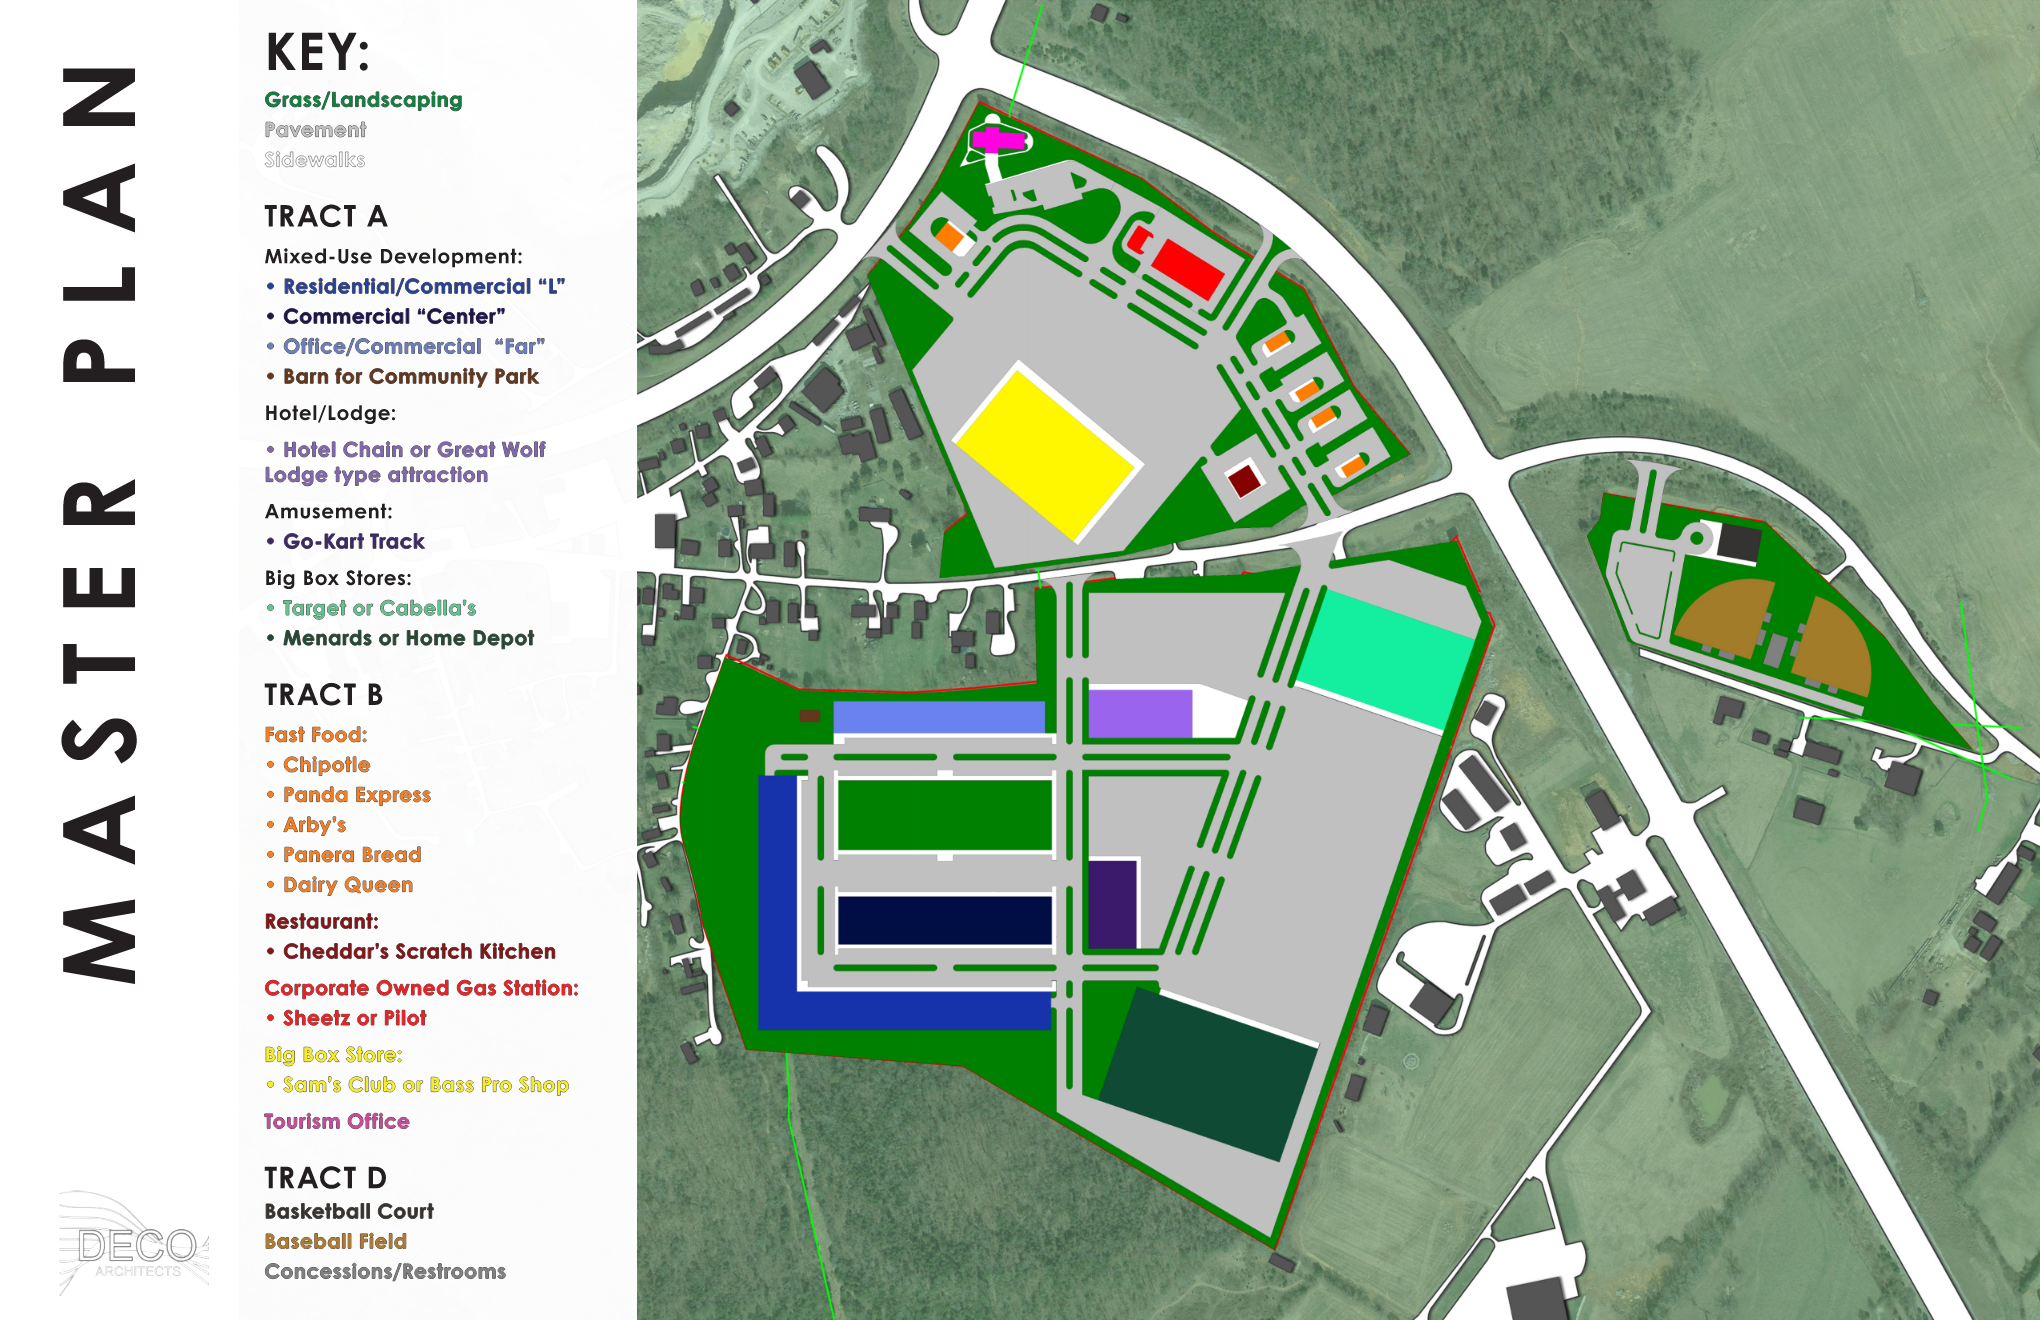 MASTER PLAN
KEY:
Grass/Landscaping
Pavement
Sidewalks
TRACT A
Mixed-Use Development:
• Residential/Commercial “L”
• Commercial “Center”
• Office/Commercial “Far”
• Barn for Community Park
Hotel/Lodge:
• Hotel Chain or Great Wolf
Lodge type attraction
Amusement:
• Go-Kart Track
Big Box Stores:
• Target or Cabella's
• Menards or Home Depot
TRACT B
Fast Food:
• Chipotle
• Panda Express
• Arby's
• Panera Bread
• Dairy Queen
Restaurant:
• Cheddar's Scratch Kitchen
Corporate Owned Gas Station:
• Sheetz or Pilot
Big Box Store:
• Sam's Club or Bass Pro Shop
Tourism Office
TRACT D
Basketball Court
Baseball Field
Concessions/Restrooms
DECO
ARCHITECTS